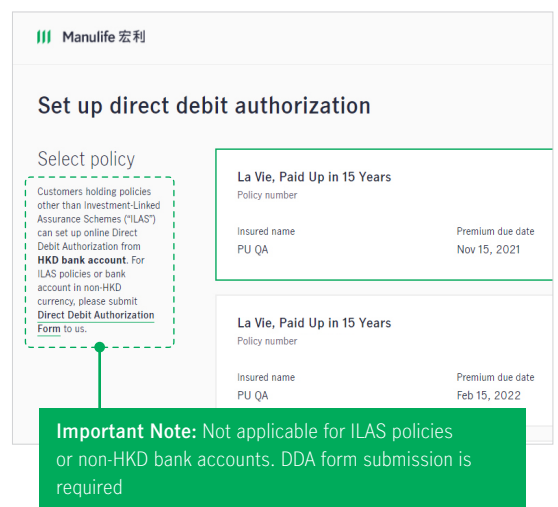 Manulife 宏利
Set up direct debit authorization
Select policy
Customers holding policies
other than Investment-Linked
Assurance Schemes (“ILAS”)
can set up online Direct
Debit Authorization from
HKD bank account. For
ILAS policies or bank
account in non-HKD
currency, please submit
Direct Debit Authorization
Form to us.
La Vie, Paid Up in 15 Years
Policy number
Insured name Premium due date
PU QA Nov 15, 2021
La Vie, Paid Up in 15 Years
Policy number
Insured name Premium due date
PU QA Feb 15, 2022
Important Note: Not applicable for ILAS policies
or non-HKD bank accounts. DDA form submission is
required